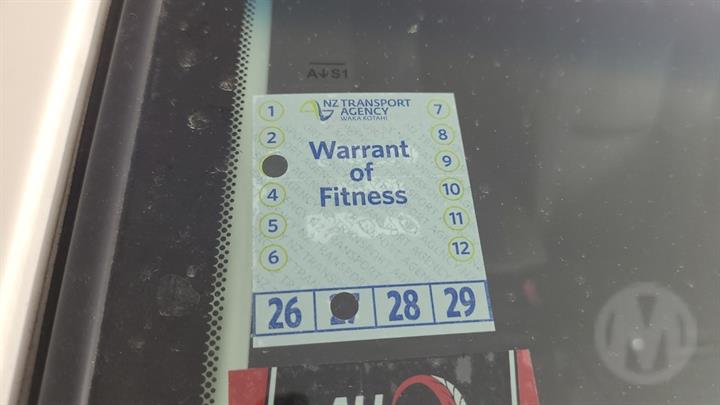 A↓S1
NZ TRANSPORT
AGENCY
WAKA KOTAHI
1
2
4
5
6
7
8
9
10
11
12
Warrant
of
Fitness
26 28 29